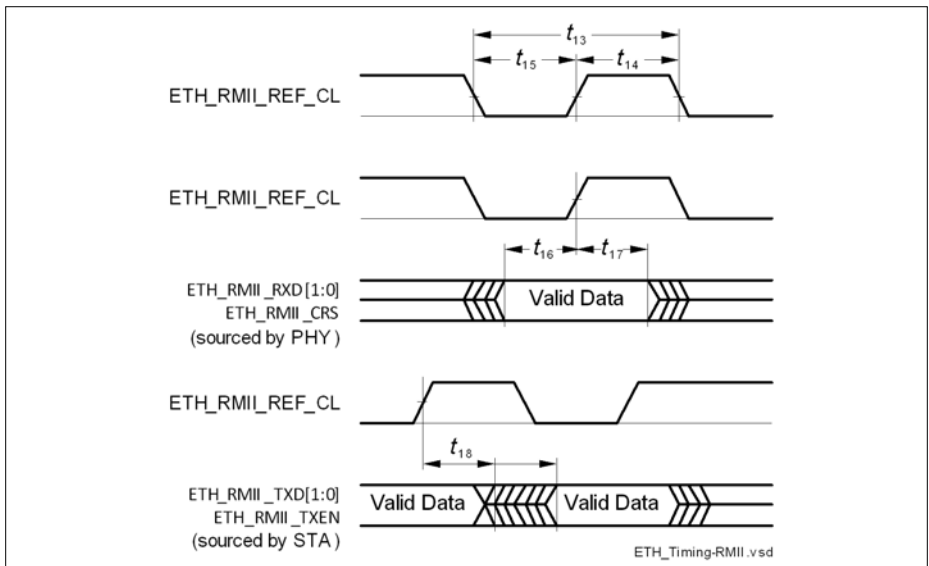 t13
t15
t14
ETH_RMII_REF_CL
ETH_RMII_REF_CL
t16
t17
ETH_RMII_RXD[1:0]
Valid Data
ETH_RMII_CRS
(sourced by PHY)
ETH_RMII_REF_CL
t18
ETH_RMII_TXD[1:0]
Valid Data
Valid Data
ETH_RMII_TXEN
(sourced by STA)
ETH_Timing-RMII.vsd